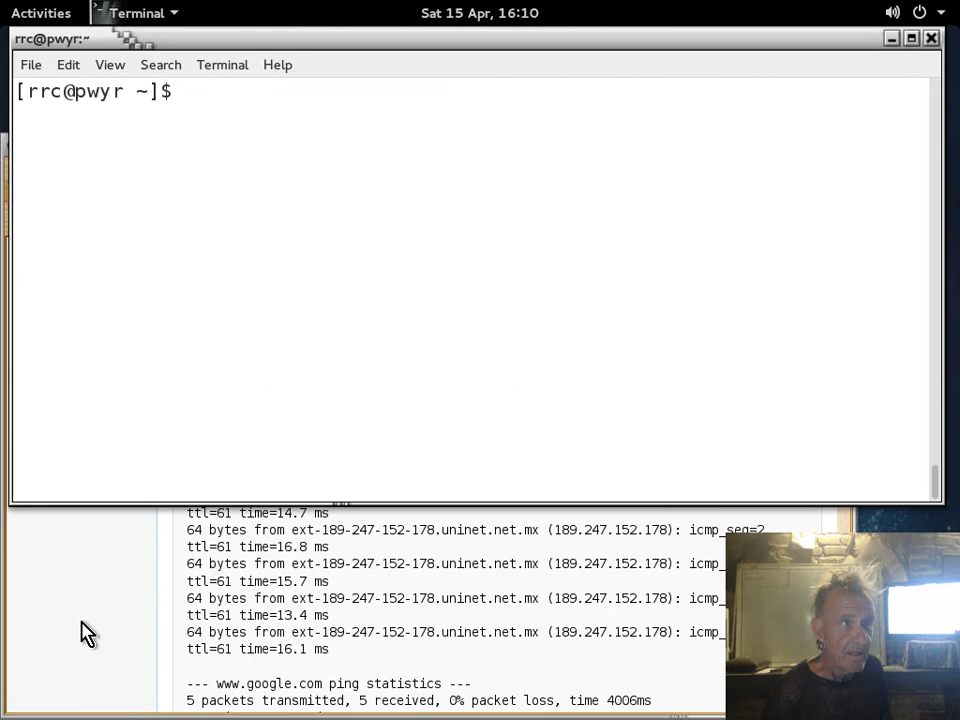 Activities Terminal Sat 15 Apr, 16:10
rrc@pwyr:~
File Edit View Search Terminal Help
[rrc@pwyr ~]$
ttl=61 time=14.7 ms
64 bytes from ext-189-247-152-178.uninet.net.mx (189.247.152.178): icmp_seq=2
ttl=61 time=16.8 ms
64 bytes from ext-189-247-152-178.uninet.net.mx (189.247.152.178): icmp_
ttl=61 time=15.7 ms
64 bytes from ext-189-247-152-178.uninet.net.mx (189.247.152.178): icmp_
ttl=61 time=13.4 ms
64 bytes from ext-189-247-152-178.uninet.net.mx (189.247.152.178): icmp_
ttl=61 time=16.1 ms
--- www.google.com ping statistics ---
5 packets transmitted, 5 received, 0% packet loss, time 4006ms